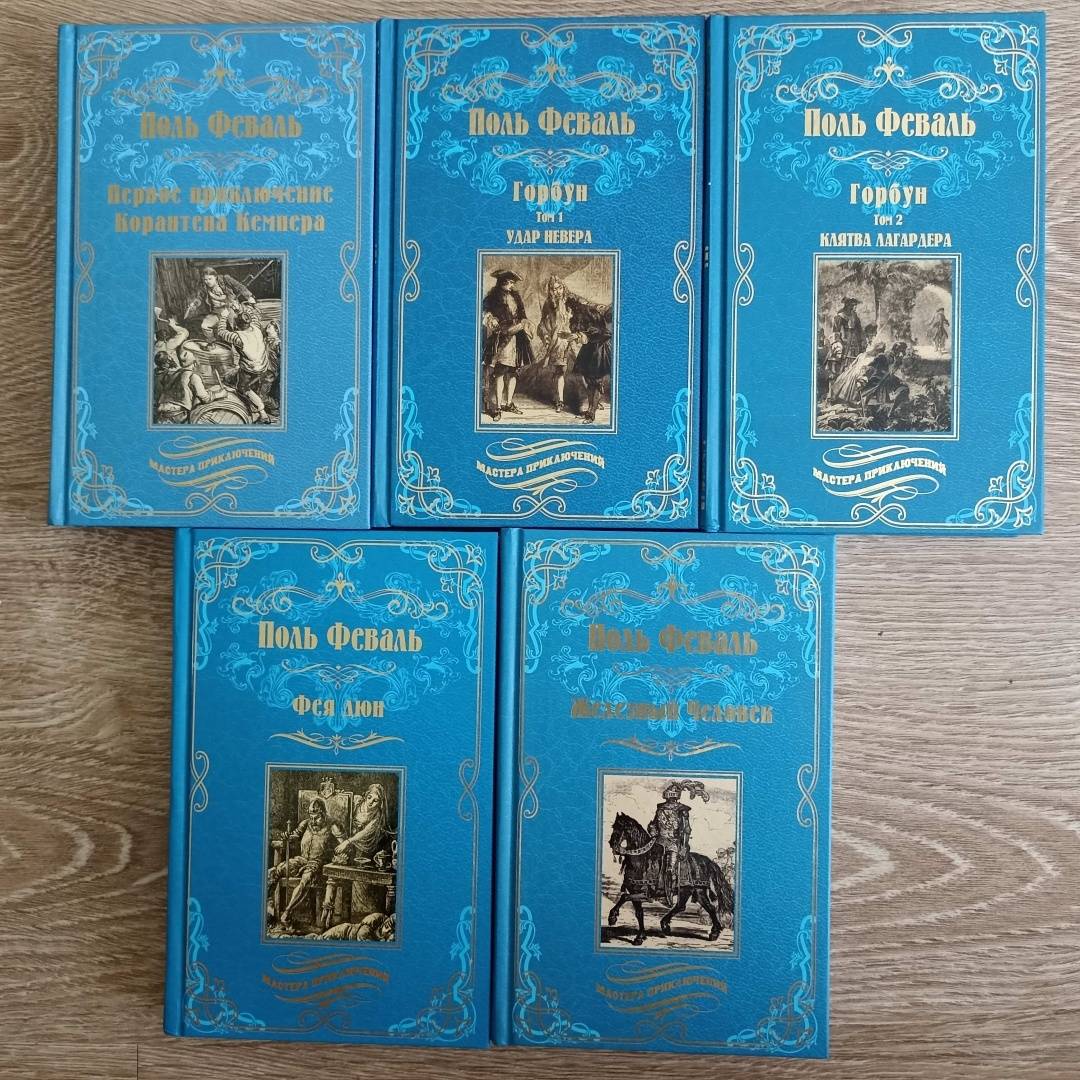 Поль Феваль
Первое приключение
Корантена Кемпера
МАСТЕРА ПРИКЛЮЧЕНИЙ
Поль Феваль
Горбун
ТОМ 1
УДАР НЕВЕРА
МАСТЕРА ПРИКЛЮЧЕНИЙ
Поль Феваль
Горбун
ТОМ 2
КЛЯТВА ЛАГАРДЕРА
МАСТЕРА ПРИКЛЮЧЕНИЙ
Поль Феваль
Фея дюн
МАСТЕРА ПРИКЛЮЧЕНИЙ
Поль Феваль
Железный Человек
МАСТЕРА ПРИКЛЮЧЕНИЙ